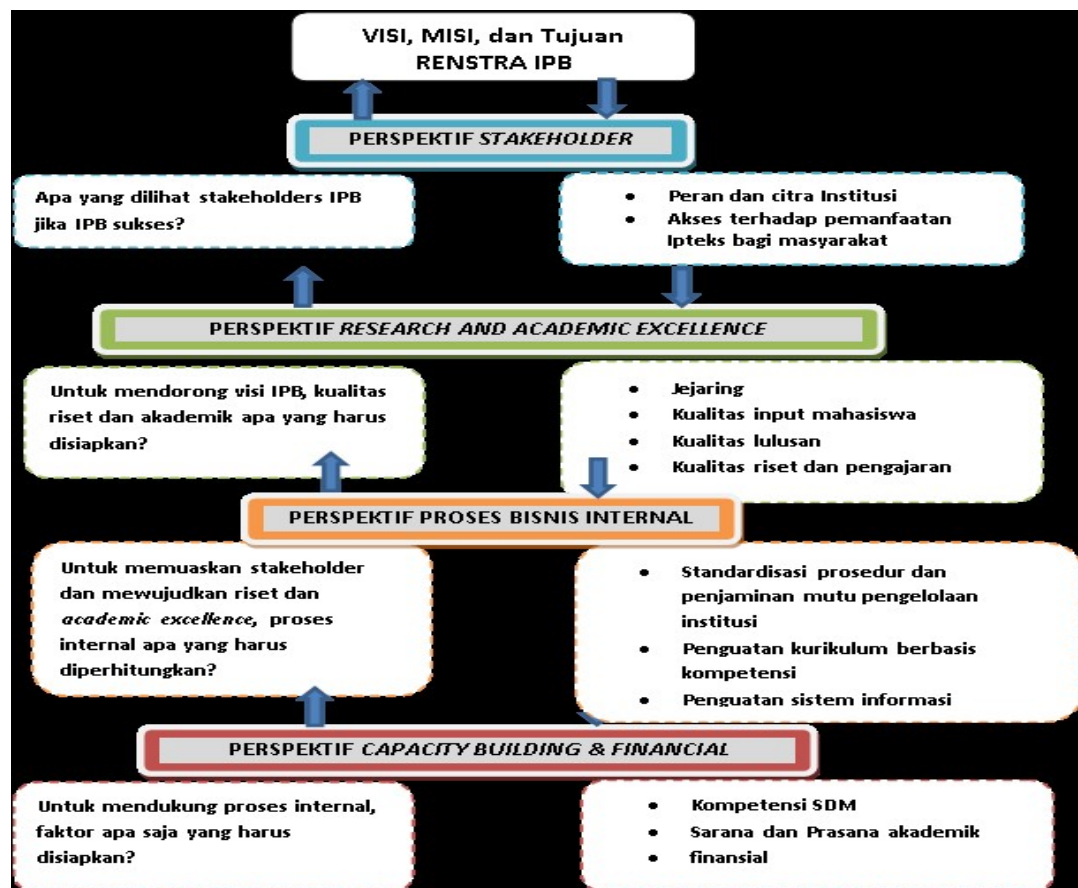 VISI, MISI, dan Tujuan
RENSTRA IPB
PERSPEKTIF STAKEHOLDER
Apa yang dilihat stakeholders IPB
jika IPB sukses?
• Peran dan citra Institusi
• Akses terhadap pemanfaatan
Ipteks bagi masyarakat
PERSPEKTIF RESEARCH AND ACADEMIC EXCELLENCE
Untuk mendorong visi IPB, kualitas
riset dan akademik apa yang harus
disiapkan?
• Jejaring
• Kualitas input mahasiswa
• Kualitas lulusan
• Kualitas riset dan pengajaran
PERSPEKTIF PROSES BISNIS INTERNAL
Untuk memuaskan stakeholder
dan mewujudkan riset dan
academic excellence, proses
internal apa yang harus
diperhitungkan?
• Standardisasi prosedur dan
penjaminan mutu pengelolaan
institusi
• Penguatan kurikulum berbasis
kompetensi
• Penguatan sistem informasi
PERSPEKTIF CAPACITY BUILDING & FINANCIAL
Untuk mendukung proses internal,
faktor apa saja yang harus
disiapkan?
• Kompetensi SDM
• Sarana dan Prasana akademik
• finansial